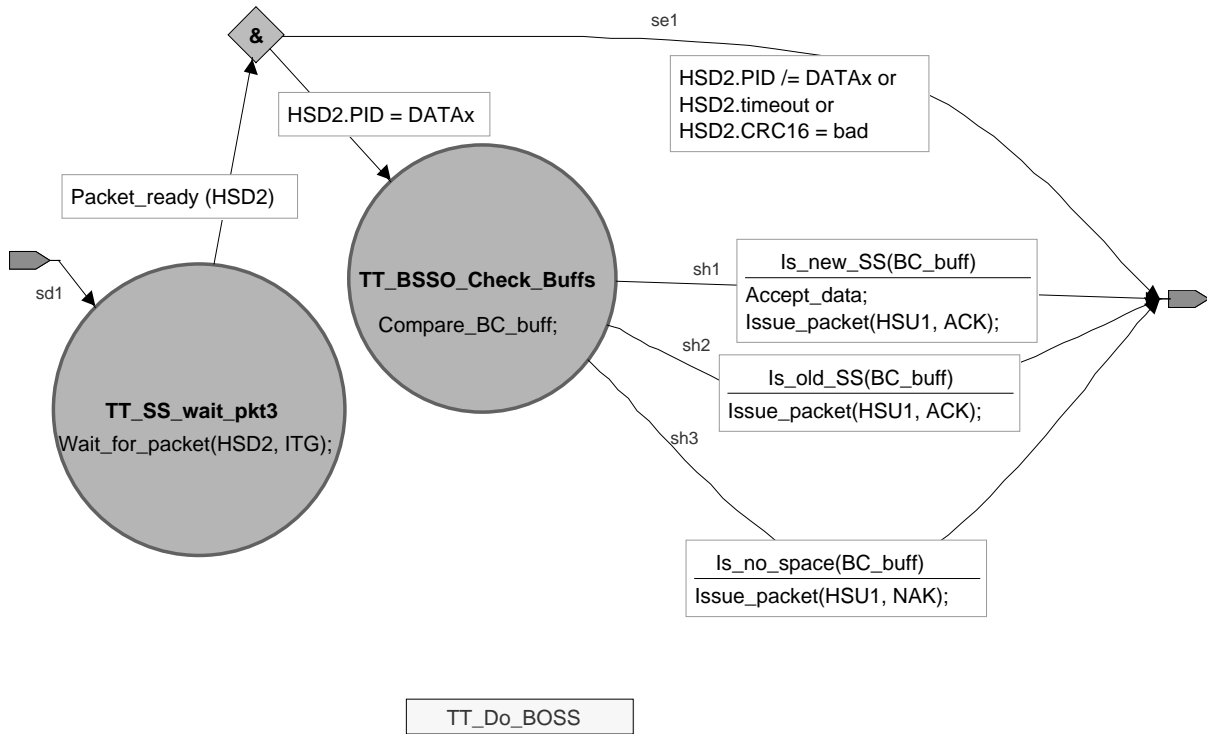 se1
&
HSD2.PID /= DATAx or
HSD2.timeout or
HSD2.CRC16 = bad
HSD2.PID = DATAx
Packet_ready (HSD2)
sd1
TT_SS_wait_pkt3
Wait_for_packet(HSD2, ITG);
TT_BSSO_Check_Buffs
Compare_BC_buff;
sh1
Is_new_SS(BC_buff)
Accept_data;
Issue_packet(HSU1, ACK);
sh2
Is_old_SS(BC_buff)
Issue_packet(HSU1, ACK);
sh3
Is_no_space(BC_buff)
Issue_packet(HSU1, NAK);
TT_Do_BOSS